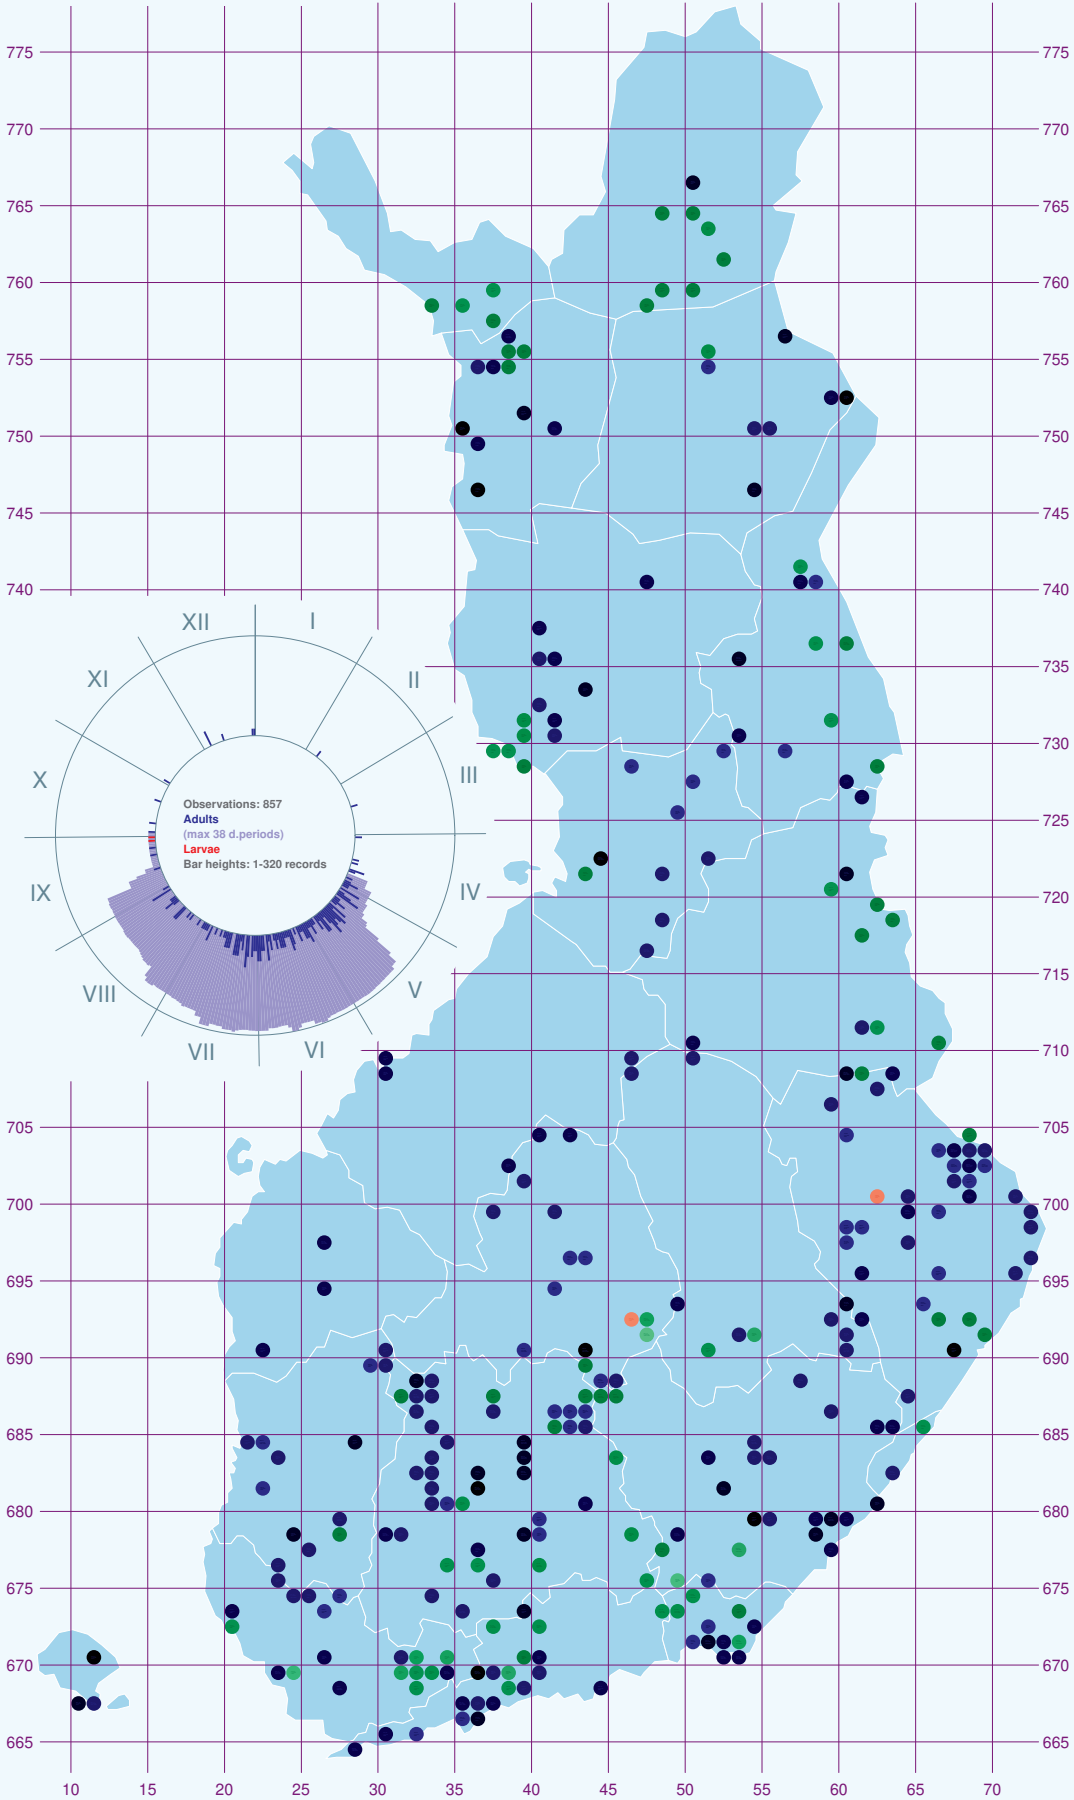 775 775
770 770
765 765
760 760
755 755
750 750
745 745
740 740
XII I
735 735
XI II
730 730
X III
Observations: 857
Adults
(max 38 d.periods)
Larvae
Bar heights: 1-320 records
725 725
IX IV
720 720
715 715
VIII V
VII VI
710 710
705 705
700 700
695 695
690 690
685 685
680 680
675 675
670 670
665 665
10 15 20 25 30 35 40 45 50 55 60 65 70